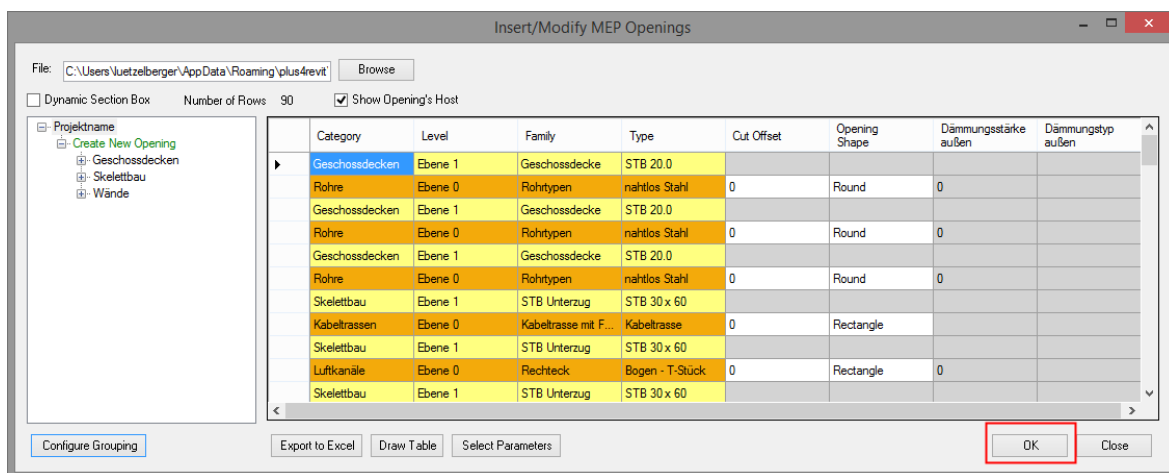 Insert/Modify MEP Openings
File: C:\Users\luetzelberger\AppData\Roaming\plus4revit\ Browse
Dynamic Section Box Number of Rows 90 Show Opening's Host
Projektname
Create New Opening
Geschossdecken
Skelettbau
Wände
Category Level Family Type Cut Offset Opening Shape Dämmungsstärke außen Dämmungstyp außen
Geschossdecken Ebene 1 Geschossdecke STB 20.0
Rohre Ebene 0 Rohrtypen nahtlos Stahl 0 Round 0
Geschossdecken Ebene 1 Geschossdecke STB 20.0
Rohre Ebene 0 Rohrtypen nahtlos Stahl 0 Round 0
Geschossdecken Ebene 1 Geschossdecke STB 20.0
Rohre Ebene 0 Rohrtypen nahtlos Stahl 0 Round 0
Skelettbau Ebene 1 STB Unterzug STB 30 x 60
Kabeltrassen Ebene 0 Kabeltrasse mit F... Kabeltrasse 0 Rectangle
Skelettbau Ebene 1 STB Unterzug STB 30 x 60
Luftkanäle Ebene 0 Rechteck Bogen - T-Stück 0 Rectangle 0
Skelettbau Ebene 1 STB Unterzug STB 30 x 60
Configure Grouping Export to Excel Draw Table Select Parameters OK Close